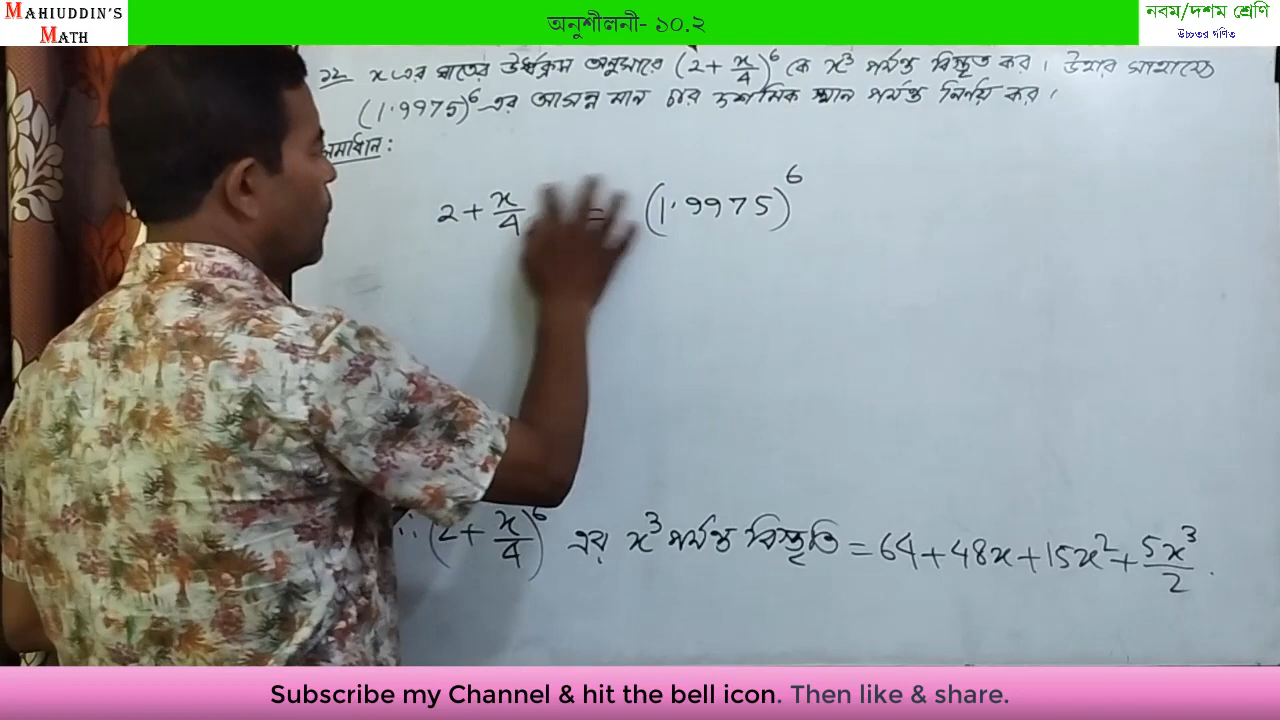 MAHIUDDIN'S
MATH
অনুশীলনী- ১০.২
নবম/দশম শ্রেণি
উচ্চতর গণিত
১২ x এর ঘাতের ঊর্ধ্বক্রম অনুসারে (2 + x/4)^6 কে x^3 পর্যন্ত বিস্তৃত কর। উহার সাহায্যে
(1.9975)^6 এর আসন্ন মান চার দশমিক স্থান পর্যন্ত নির্ণয় কর।
সমাধান:
2 + x/4 = (1.9975)^6
∴ (2 + x/4)^6 এর x^3 পর্যন্ত বিস্তৃতি = 64 + 48x + 15x^2 + 5x^3/2 .
Subscribe my Channel & hit the bell icon. Then like & share.